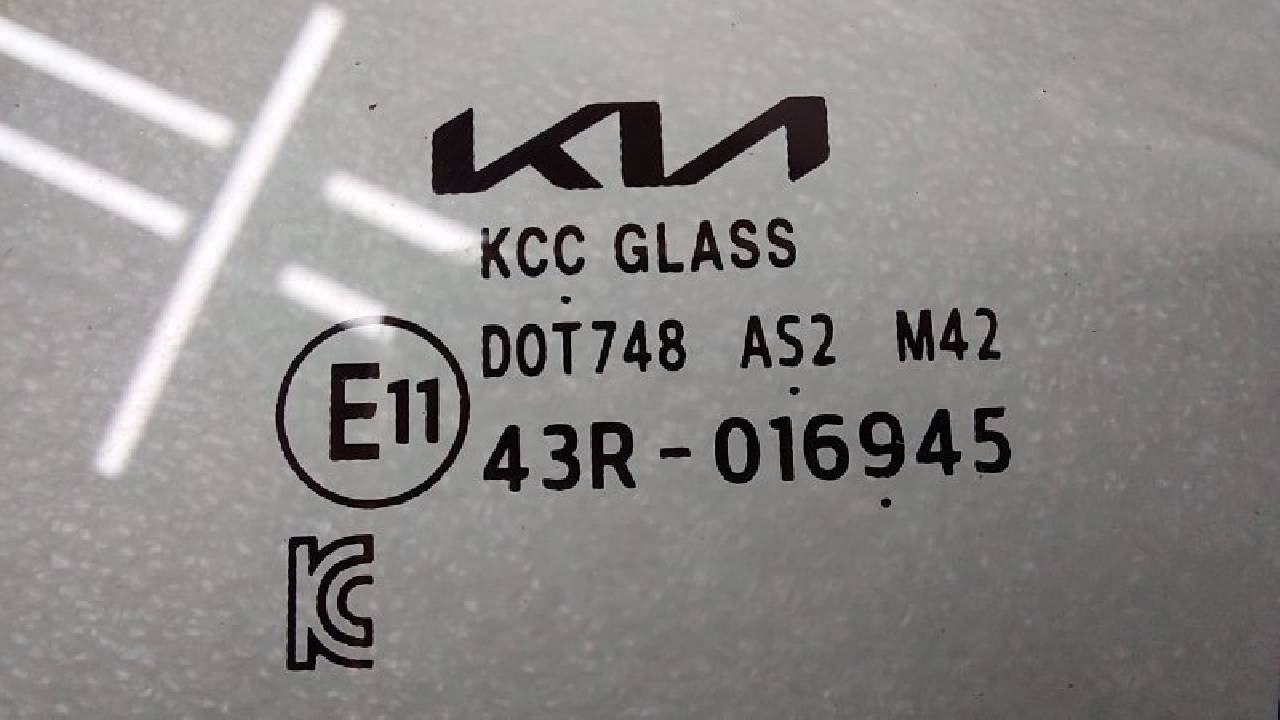 KIA
KCC GLASS
DOT748 AS2 M42
E11 43R-016945
KC